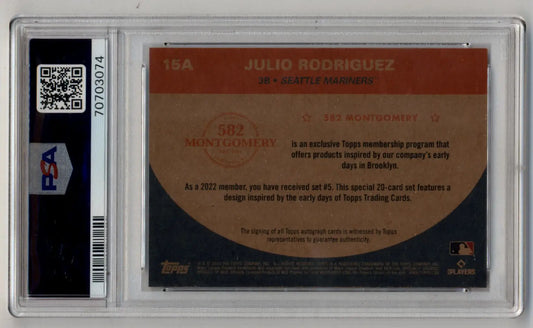 70703074
PSA
15A JULIO RODRIGUEZ
3B • SEATTLE MARINERS
582 MONTGOMERY
582
MONTGOMERY
is an exclusive Topps membership program that
offers products inspired by our company's early
days in Brooklyn.
As a 2022 member, you have received set #5. This special 20-card set features a
design inspired by the early days of Topps Trading Cards.
The signing of all Topps autograph cards is witnessed by Topps
representatives to guarantee authenticity.
Topps
PLAYERS